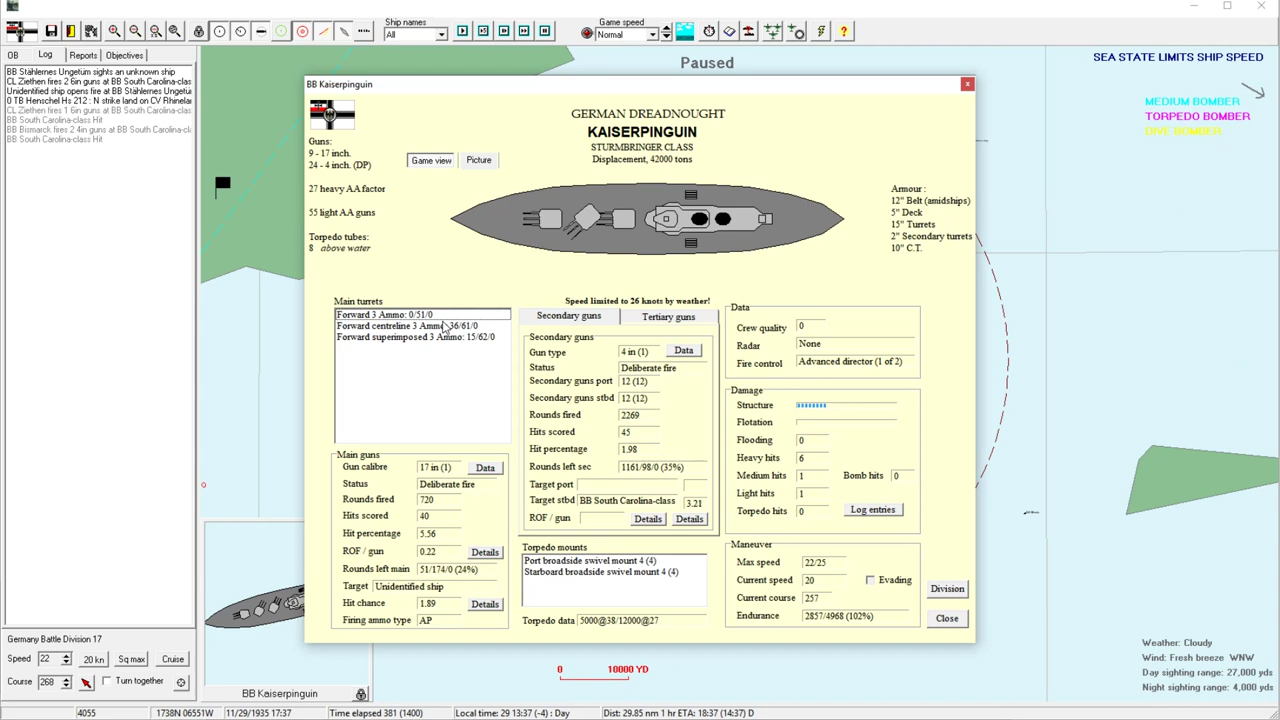 Ship names
All
Game speed
Normal
OB
Log
Reports
Objectives
BB Stählernes Ungetüm sights an unknown ship
CL Ziethen fires 2 6in guns at BB South Carolina-clas
Unidentified ship opens fire at BB Stählernes Ungetü
0 TB Henschel Hs 212 : N strike land on CV Rhinelar
CL Ziethen fires 1 6in guns at BB South Carolina-clas
BB South Carolina-class Hit
BB Bismarck fires 2 4in guns at BB South Carolina-cl
BB South Carolina-class Hit
Paused
SEA STATE LIMITS SHIP SPEED
MEDIUM BOMBER
TORPEDO BOMBER
DIVE BOMBER
BB Kaiserpinguin
GERMAN DREADNOUGHT
KAISERPINGUIN
STURMBRINGER CLASS
Displacement, 42000 tons
Guns:
9 - 17 inch.
24 - 4 inch. (DP)
27 heavy AA factor
55 light AA guns
Torpedo tubes:
8 above water
Game view
Picture
Armour :
12" Belt (amidships)
5" Deck
15" Turrets
2" Secondary turrets
10" C.T.
Main turrets
Forward 3 Ammo: 0/51/0
Forward centreline 3 Ammo: 36/61/0
Forward superimposed 3 Ammo: 15/62/0
Main guns
Gun calibre 17 in (1) Data
Status Deliberate fire
Rounds fired 720
Hits scored 40
Hit percentage 5.56
ROF / gun 0.22 Details
Rounds left main 51/174/0 (24%)
Target Unidentified ship
Hit chance 1.89 Details
Firing ammo type AP
Speed limited to 26 knots by weather!
Secondary guns
Tertiary guns
Secondary guns
Gun type 4 in (1) Data
Status Deliberate fire
Secondary guns port 12 (12)
Secondary guns stbd 12 (12)
Rounds fired 2269
Hits scored 45
Hit percentage 1.98
Rounds left sec 1161/98/0 (35%)
Target port
Target stbd BB South Carolina-class 3.21
ROF / gun Details Details
Torpedo mounts
Port broadside swivel mount 4 (4)
Starboard broadside swivel mount 4 (4)
Torpedo data 5000@38/12000@27
Data
Crew quality 0
Radar None
Fire control Advanced director (1 of 2)
Damage
Structure
Flotation
Flooding 0
Heavy hits 6
Medium hits 1 Bomb hits 0
Light hits 1
Torpedo hits 0 Log entries
Maneuver
Max speed 22/25
Current speed 20 Evading
Current course 257
Endurance 2857/4968 (102%)
Division
Close
Germany Battle Division 17
Speed 22 20 kn Sq max Cruise
Course 268 Turn together
BB Kaiserpinguin
0 10000 YD
Weather: Cloudy
Wind: Fresh breeze WNW
Day sighting range: 27,000 yds
Night sighting range: 4,000 yds
4055 1738N 06551W 11/29/1935 17:37 Time elapsed 381 (1400) Local time: 29 13:37 (-4) : Day Dist: 29.85 nm 1 hr ETA: 18:37 (14:37) D